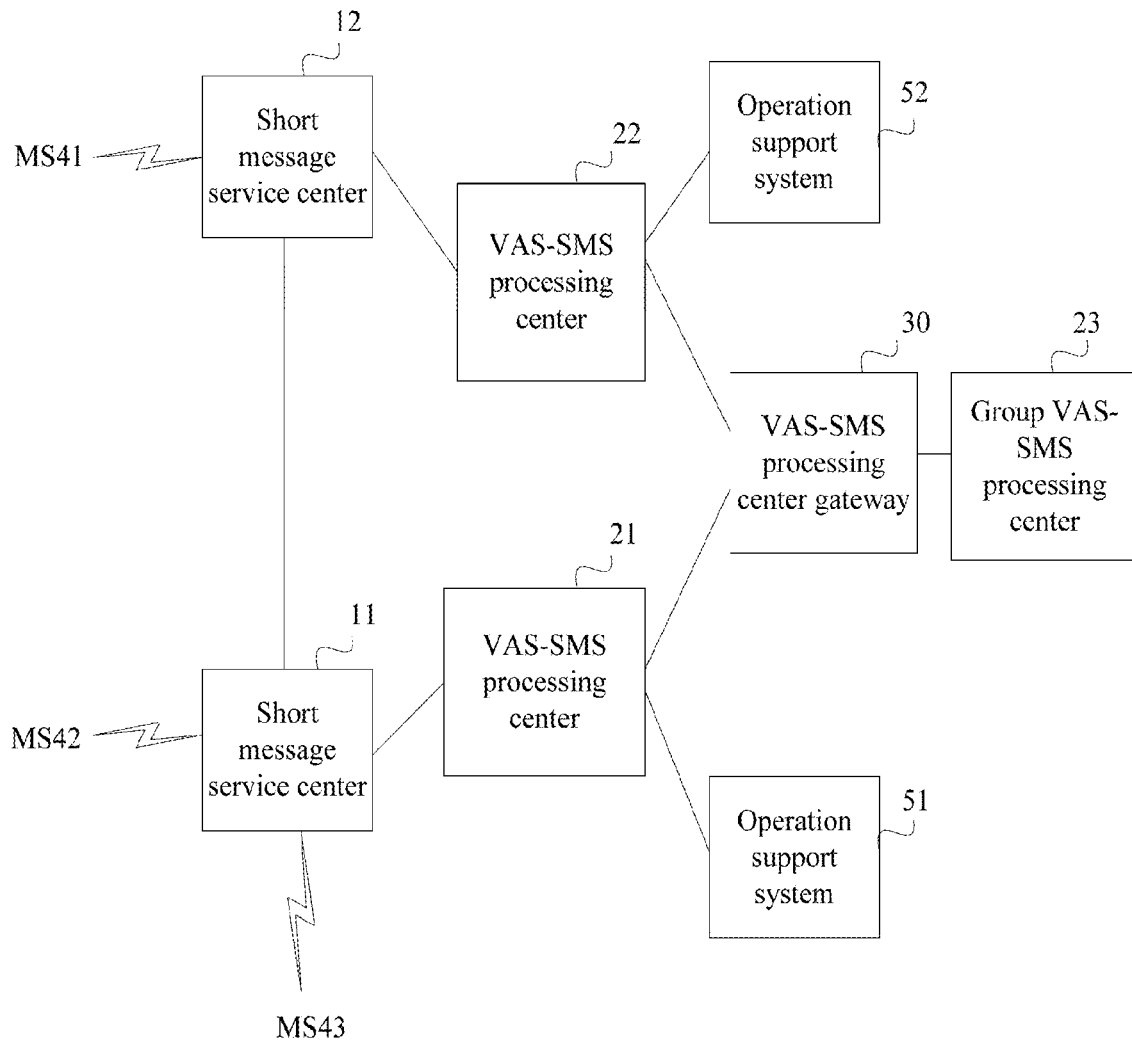 12
Short
message
service center
MS41
22
VAS-SMS
processing
center
Operation
support
system
52
30
VAS-SMS
processing
center gateway
23
Group VAS-
SMS
processing
center
21
VAS-SMS
processing
center
11
Short
message
service center
MS42
MS43
Operation
support
system
51